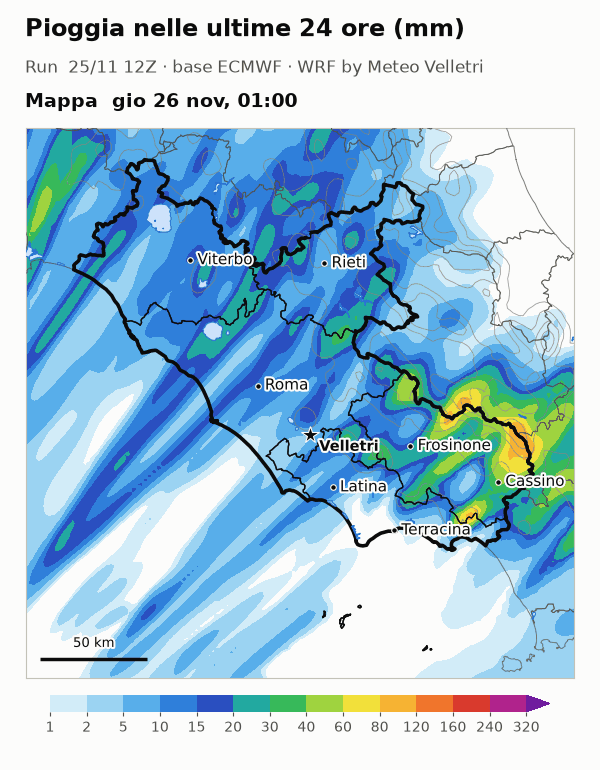 Pioggia nelle ultime 24 ore (mm)
Run  25/11 12Z · base ECMWF · WRF by Meteo Velletri
Mappa  gio 26 nov, 01:00
Viterbo
Rieti
Roma
Velletri
Frosinone
Cassino
Latina
Terracina
50 km
1 2 5 10 15 20 30 40 60 80 120 160 240 320